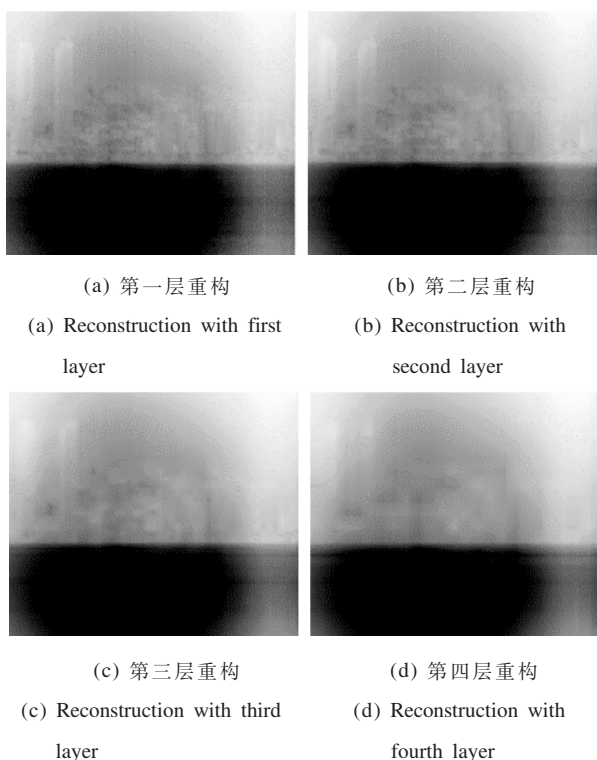 (a) 第一层重构
(a) Reconstruction with first
layer
(b) 第二层重构
(b) Reconstruction with
second layer
(c) 第三层重构
(c) Reconstruction with third
layer
(d) 第四层重构
(d) Reconstruction with
fourth layer